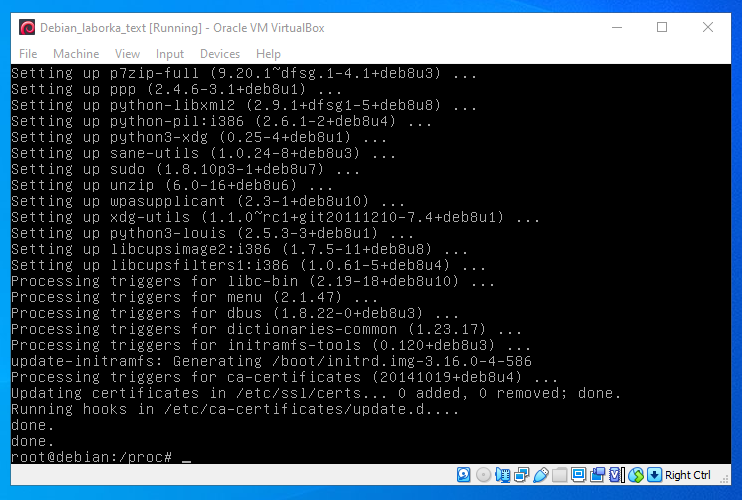 Debian_laborka_text [Running] - Oracle VM VirtualBox
File Machine View Input Devices Help
Setting up p7zip-full (9.20.1~dfsg.1-4.1+deb8u3) ...
Setting up ppp (2.4.6-3.1+deb8u1) ...
Setting up python-libxml2 (2.9.1+dfsg1-5+deb8u8) ...
Setting up python-pil:i386 (2.6.1-2+deb8u4) ...
Setting up python3-xdg (0.25-4+deb8u1) ...
Setting up sane-utils (1.0.24-8+deb8u3) ...
Setting up sudo (1.8.10p3-1+deb8u7) ...
Setting up unzip (6.0-16+deb8u6) ...
Setting up wpasupplicant (2.3-1+deb8u10) ...
Setting up xdg-utils (1.1.0~rc1+git20111210-7.4+deb8u1) ...
Setting up python3-louis (2.5.3-3+deb8u1) ...
Setting up libcupsimage2:i386 (1.7.5-11+deb8u8) ...
Setting up libcupsfilters1:i386 (1.0.61-5+deb8u4) ...
Processing triggers for libc-bin (2.19-18+deb8u10) ...
Processing triggers for menu (2.1.47) ...
Processing triggers for dbus (1.8.22-0+deb8u3) ...
Processing triggers for dictionaries-common (1.23.17) ...
Processing triggers for initramfs-tools (0.120+deb8u3) ...
update-initramfs: Generating /boot/initrd.img-3.16.0-4-586
Processing triggers for ca-certificates (20141019+deb8u4) ...
Updating certificates in /etc/ssl/certs... 0 added, 0 removed; done.
Running hooks in /etc/ca-certificates/update.d....
done.
done.
root@debian:/proc# _
Right Ctrl